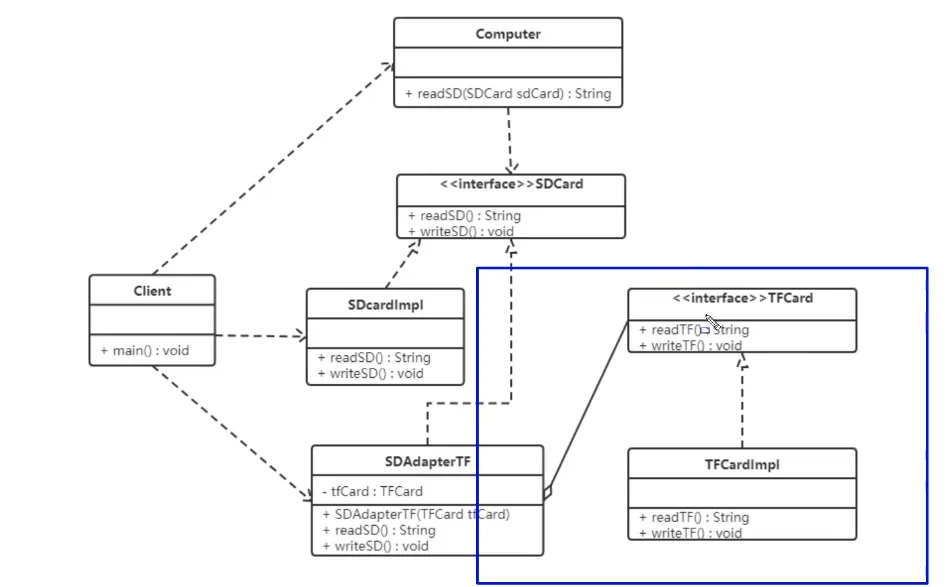 Computer
+ readSD(SDCard sdCard) : String
<<interface>>SDCard
+ readSD() : String
+ writeSD() : void
Client
+ main() : void
SDcardImpl
+ readSD() : String
+ writeSD() : void
<<interface>>TFCard
+ readTF() : String
+ writeTF() : void
SDAdapterTF
- tfCard : TFCard
+ SDAdapterTF(TFCard tfCard)
+ readSD() : String
+ writeSD() : void
TFCardImpl
+ readTF() : String
+ writeTF() : void